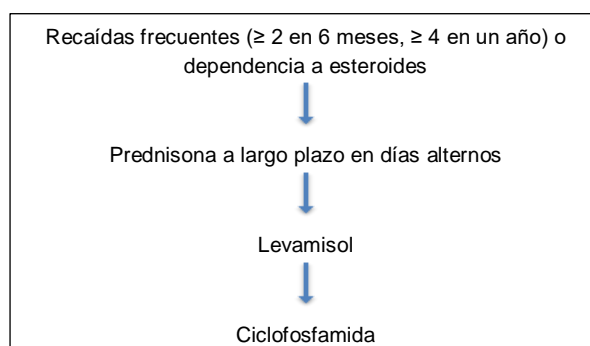 Recaídas frecuentes (≥ 2 en 6 meses, ≥ 4 en un año) o
dependencia a esteroides
Prednisona a largo plazo en días alternos
Levamisol
Ciclofosfamida